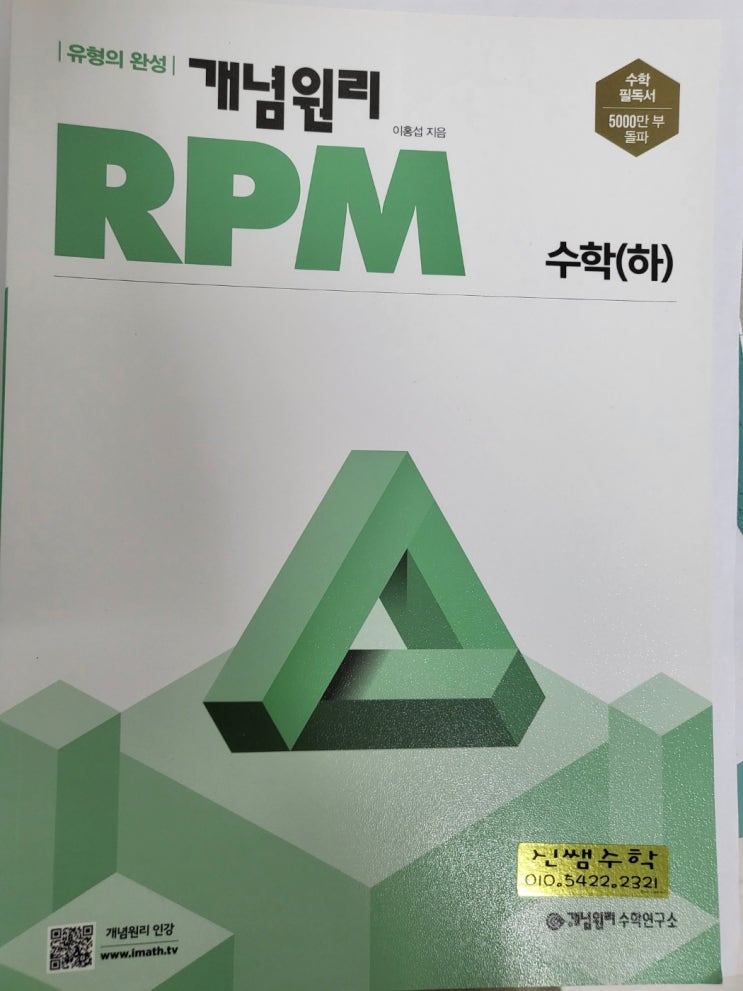 | 유형의 완성 |
개념원리
이홍섭 지음
RPM
수학
필독서
5000만 부
돌파
수학(하)
신쌤수학
010.5422.2321
개념원리 수학연구소
개념원리 인강
www.imath.tv